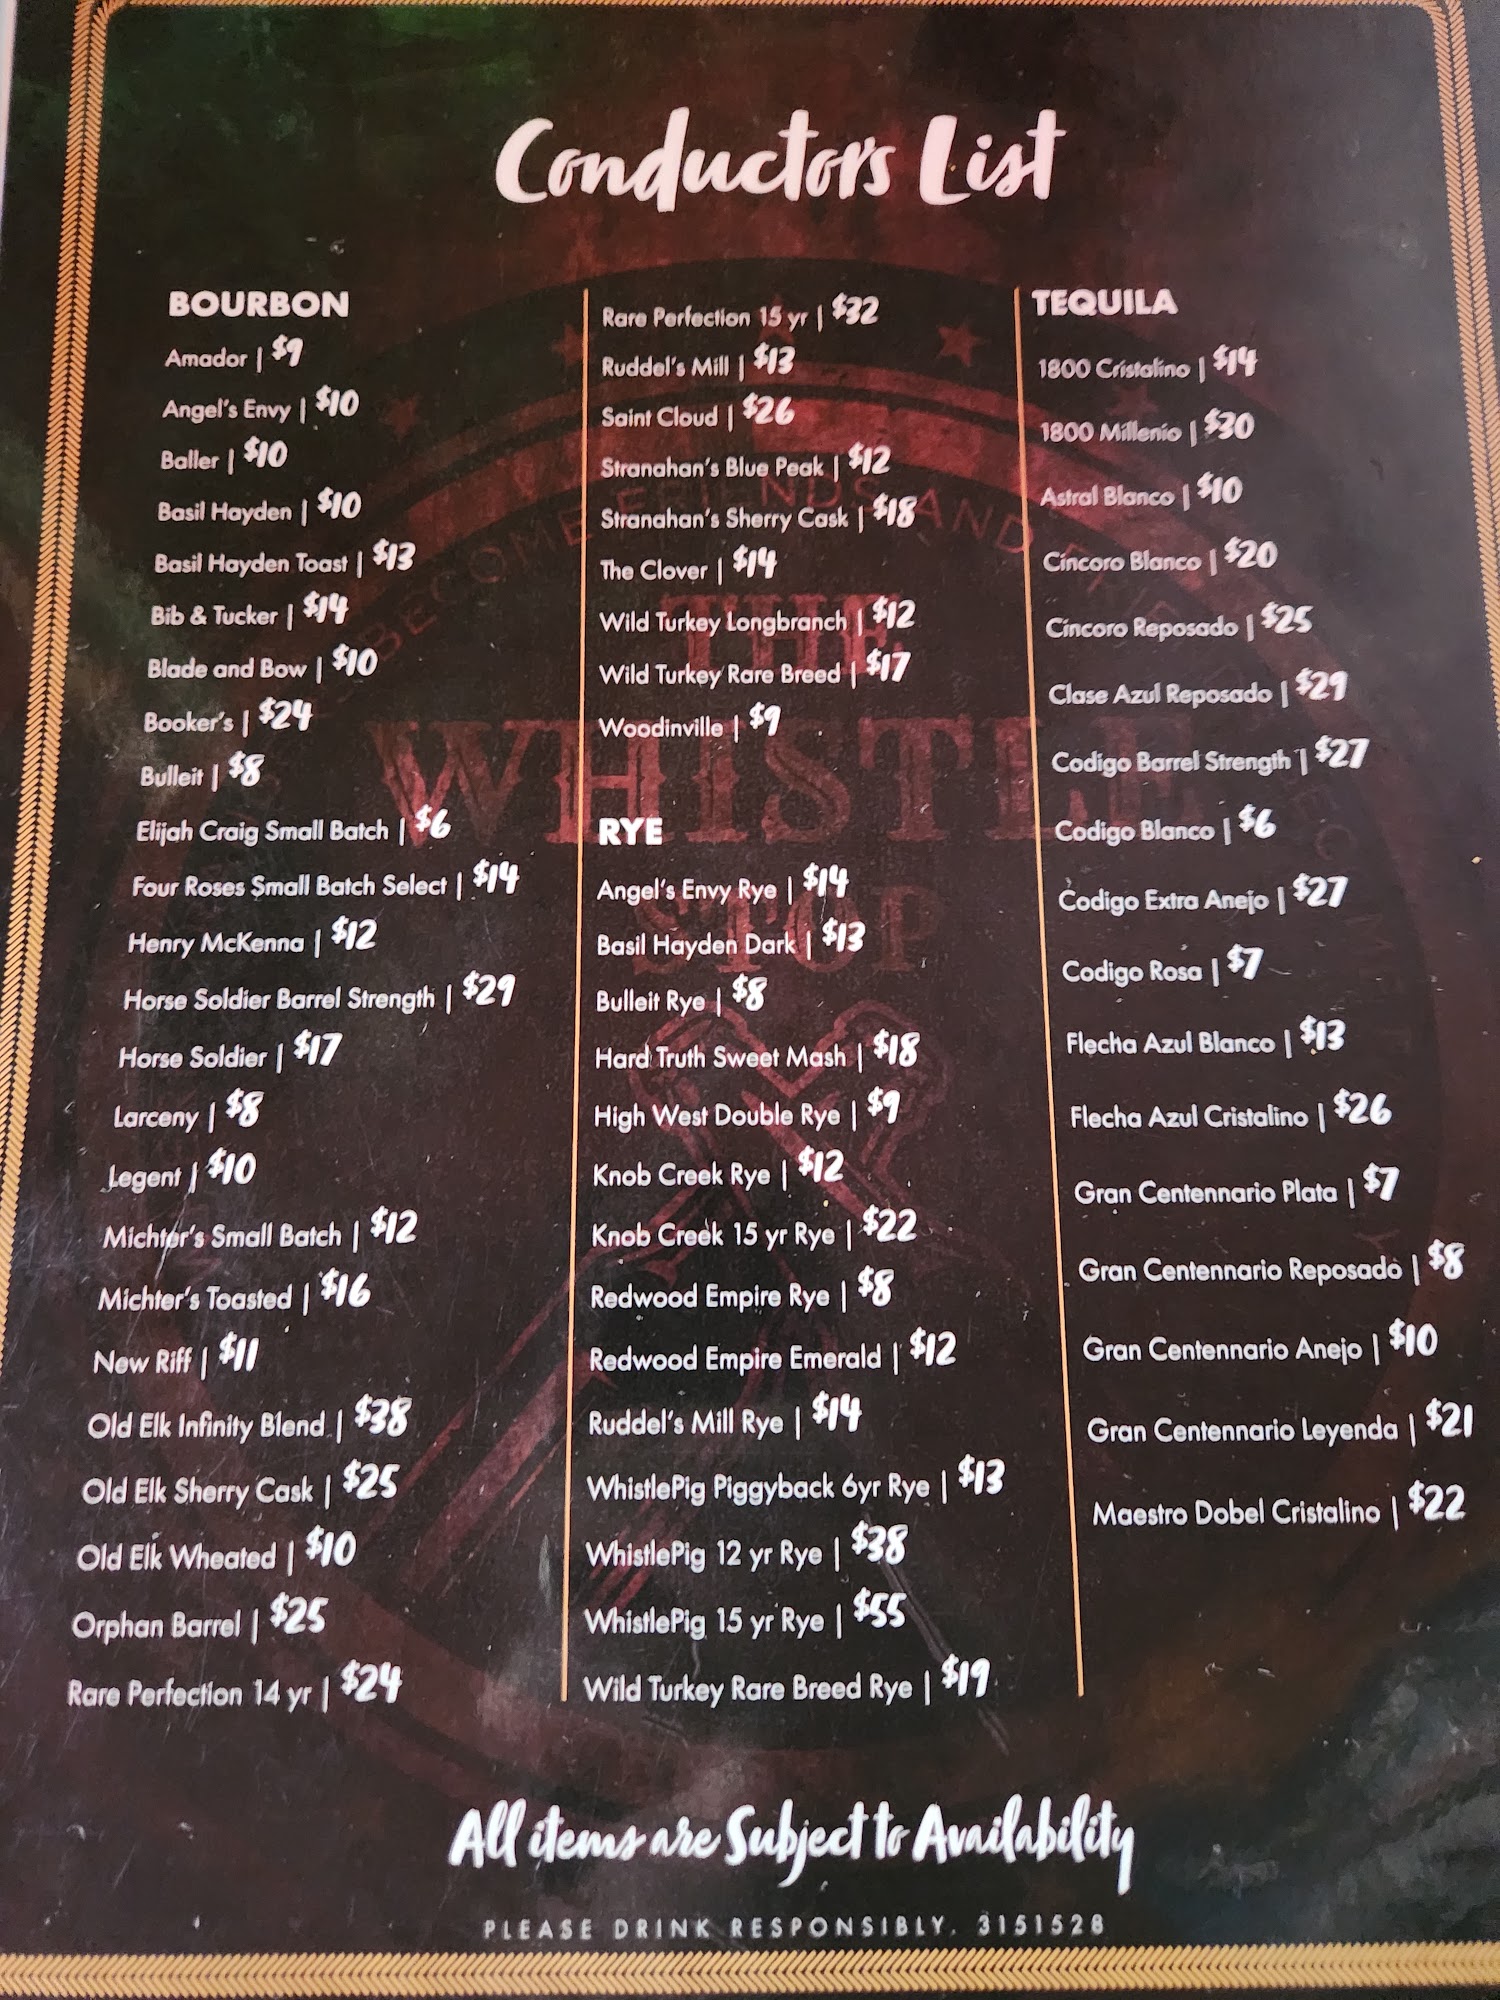 Conductor's List
BOURBON
Amador | $9
Angel's Envy | $10
Baller | $10
Basil Hayden | $10
Basil Hayden Toast | $13
Bib & Tucker | $14
Blade and Bow | $10
Booker's | $24
Bulleit | $8
Elijah Craig Small Batch | $6
Four Roses Small Batch Select | $14
Henry McKenna | $12
Horse Soldier Barrel Strength | $29
Horse Soldier | $17
Larceny | $8
Legent | $10
Michter's Small Batch | $12
Michter's Toasted | $16
New Riff | $11
Old Elk Infinity Blend | $38
Old Elk Sherry Cask | $25
Old Elk Wheated | $10
Orphan Barrel | $25
Rare Perfection 14 yr | $24
Rare Perfection 15 yr | $32
Ruddel's Mill | $13
Saint Cloud | $26
Stranahan's Blue Peak | $12
Stranahan's Sherry Cask | $18
The Clover | $14
Wild Turkey Longbranch | $12
Wild Turkey Rare Breed | $17
Woodinville | $9
RYE
Angel's Envy Rye | $14
Basil Hayden Dark | $13
Bulleit Rye | $8
Hard Truth Sweet Mash | $18
High West Double Rye | $9
Knob Creek Rye | $12
Knob Creek 15 yr Rye | $22
Redwood Empire Rye | $8
Redwood Empire Emerald | $12
Ruddel's Mill Rye | $14
WhistlePig Piggyback 6yr Rye | $13
WhistlePig 12 yr Rye | $38
WhistlePig 15 yr Rye | $55
Wild Turkey Rare Breed Rye | $19
TEQUILA
1800 Cristalino | $14
1800 Millenio | $30
Astral Blanco | $10
Cincoro Blanco | $20
Cincoro Reposado | $25
Clase Azul Reposado | $29
Codigo Barrel Strength | $27
Codigo Blanco | $6
Codigo Extra Anejo | $27
Codigo Rosa | $7
Flecha Azul Blanco | $13
Flecha Azul Cristalino | $26
Gran Centennario Plata | $7
Gran Centennario Reposado | $8
Gran Centennario Anejo | $10
Gran Centennario Leyenda | $21
Maestro Dobel Cristalino | $22
THE
WHISTLE
STOP
BECOME FRIENDS AND
All items are Subject to Availability
PLEASE DRINK RESPONSIBLY. 3151528